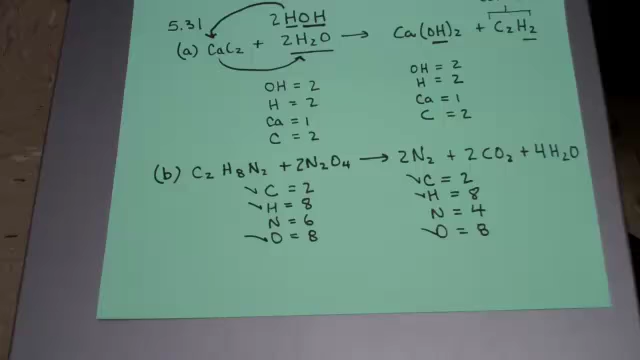 2HOH
5.31
(a) CaC2 + 2H2O → Ca(OH)2 + C2H2
OH = 2 OH = 2
H = 2 H = 2
Ca = 1 Ca = 1
C = 2 C = 2
(b) C2H8N2 + 2N2O4 → 2N2 + 2CO2 + 4H2O
C = 2 C = 2
H = 8 H = 8
N = 6 N = 4
O = 8 O = 8